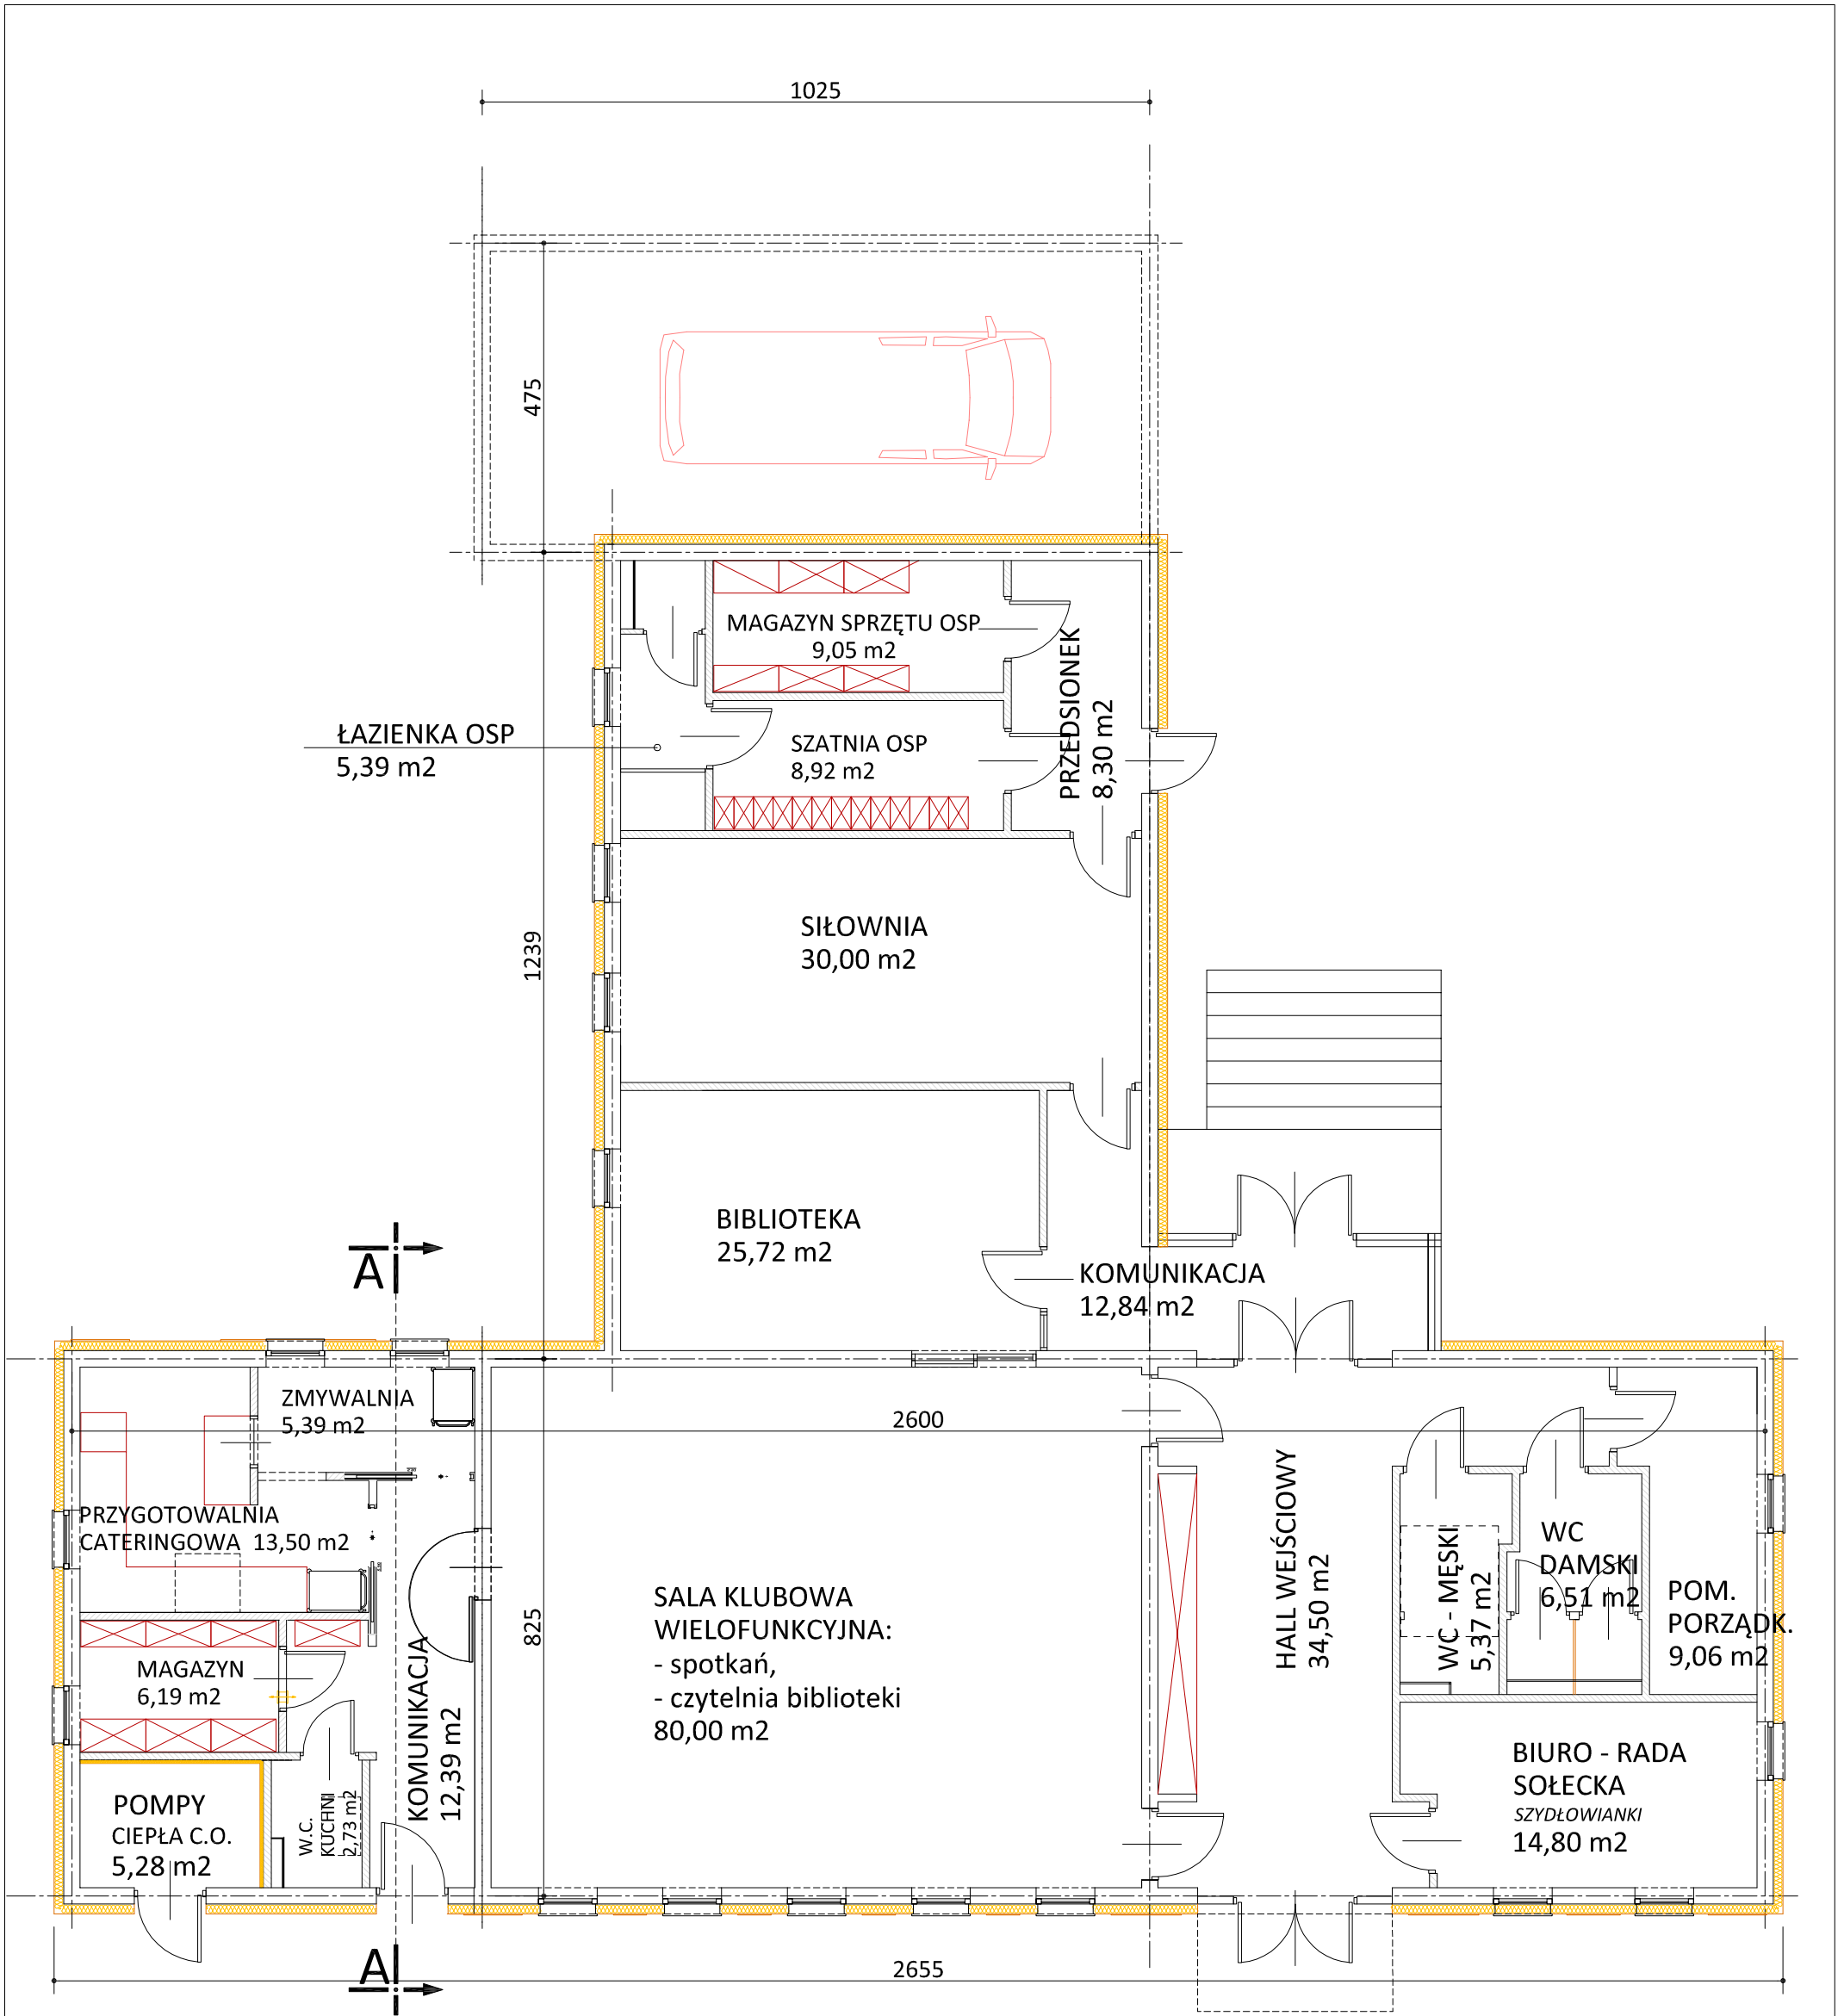 1025
475
MAGAZYN SPRZĘTU OSP
9,05 m2
PRZEDSIONEK
8,30 m2
ŁAZIENKA OSP
5,39 m2
SZATNIA OSP
8,92 m2
SIŁOWNIA
30,00 m2
1239
BIBLIOTEKA
25,72 m2
A
KOMUNIKACJA
12,84 m2
ZMYWALNIA
5,39 m2
2600
PRZYGOTOWALNIA
CATERINGOWA 13,50 m2
825
SALA KLUBOWA
WIELOFUNKCYJNA:
- spotkań,
- czytelnia biblioteki
80,00 m2
HALL WEJŚCIOWY
34,50 m2
WC - MĘSKI
5,37 m2
WC
DAMSKI
6,51 m2
POM.
PORZĄDK.
9,06 m2
MAGAZYN
6,19 m2
KOMUNIKACJA
12,39 m2
POMPY
CIEPŁA C.O.
5,28 m2
W.C.
KUCHNI
2,73 m2
BIURO - RADA
SOŁECKA
SZYDŁOWIANKI
14,80 m2
A
2655